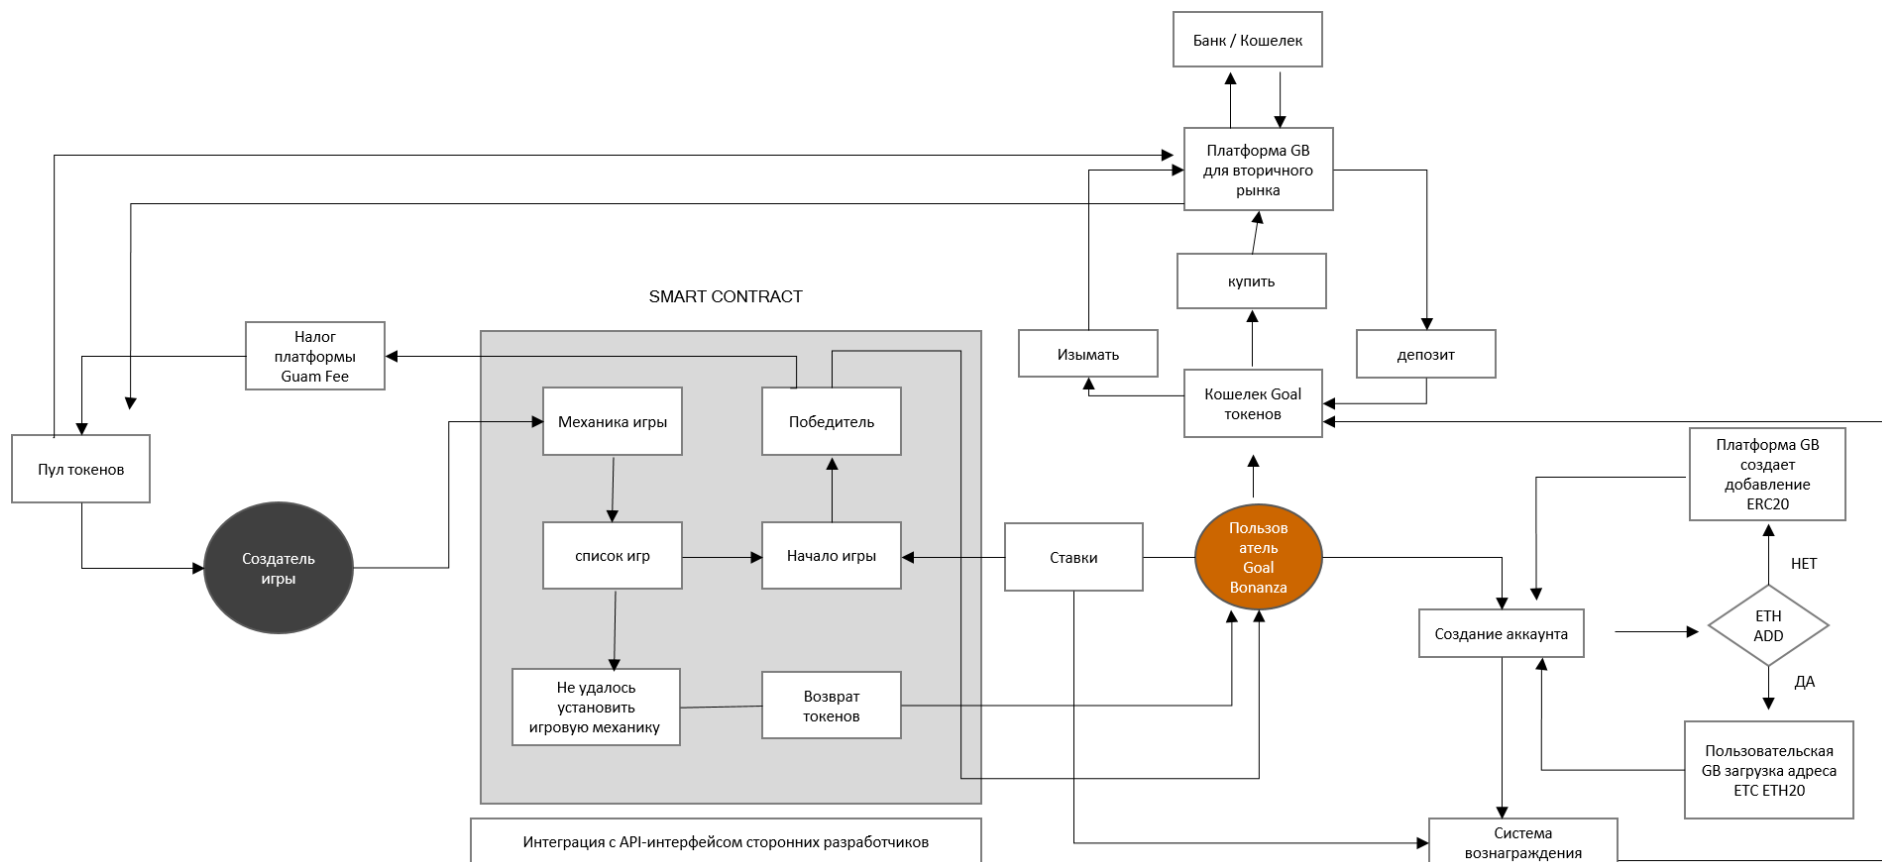 Банк / Кошелек
Платформа GB
для вторичного
рынка
купить
SMART CONTRACT
Налог
платформы
Guam Fee
Изымать
депозит
Кошелек Goal
токенов
Механика игры
Победитель
Пул токенов
Платформа GB
создает
добавление
ERC20
Создатель
игры
список игр
Начало игры
Ставки
Пользов
атель
Goal
Bonanza
НЕТ
ETH
ADD
Создание аккаунта
ДА
Не удалось
установить
игровую механику
Возврат
токенов
Пользовательская
GB загрузка адреса
ETC ETH20
Интеграция с API-интерфейсом сторонних разработчиков
Система
вознаграждения